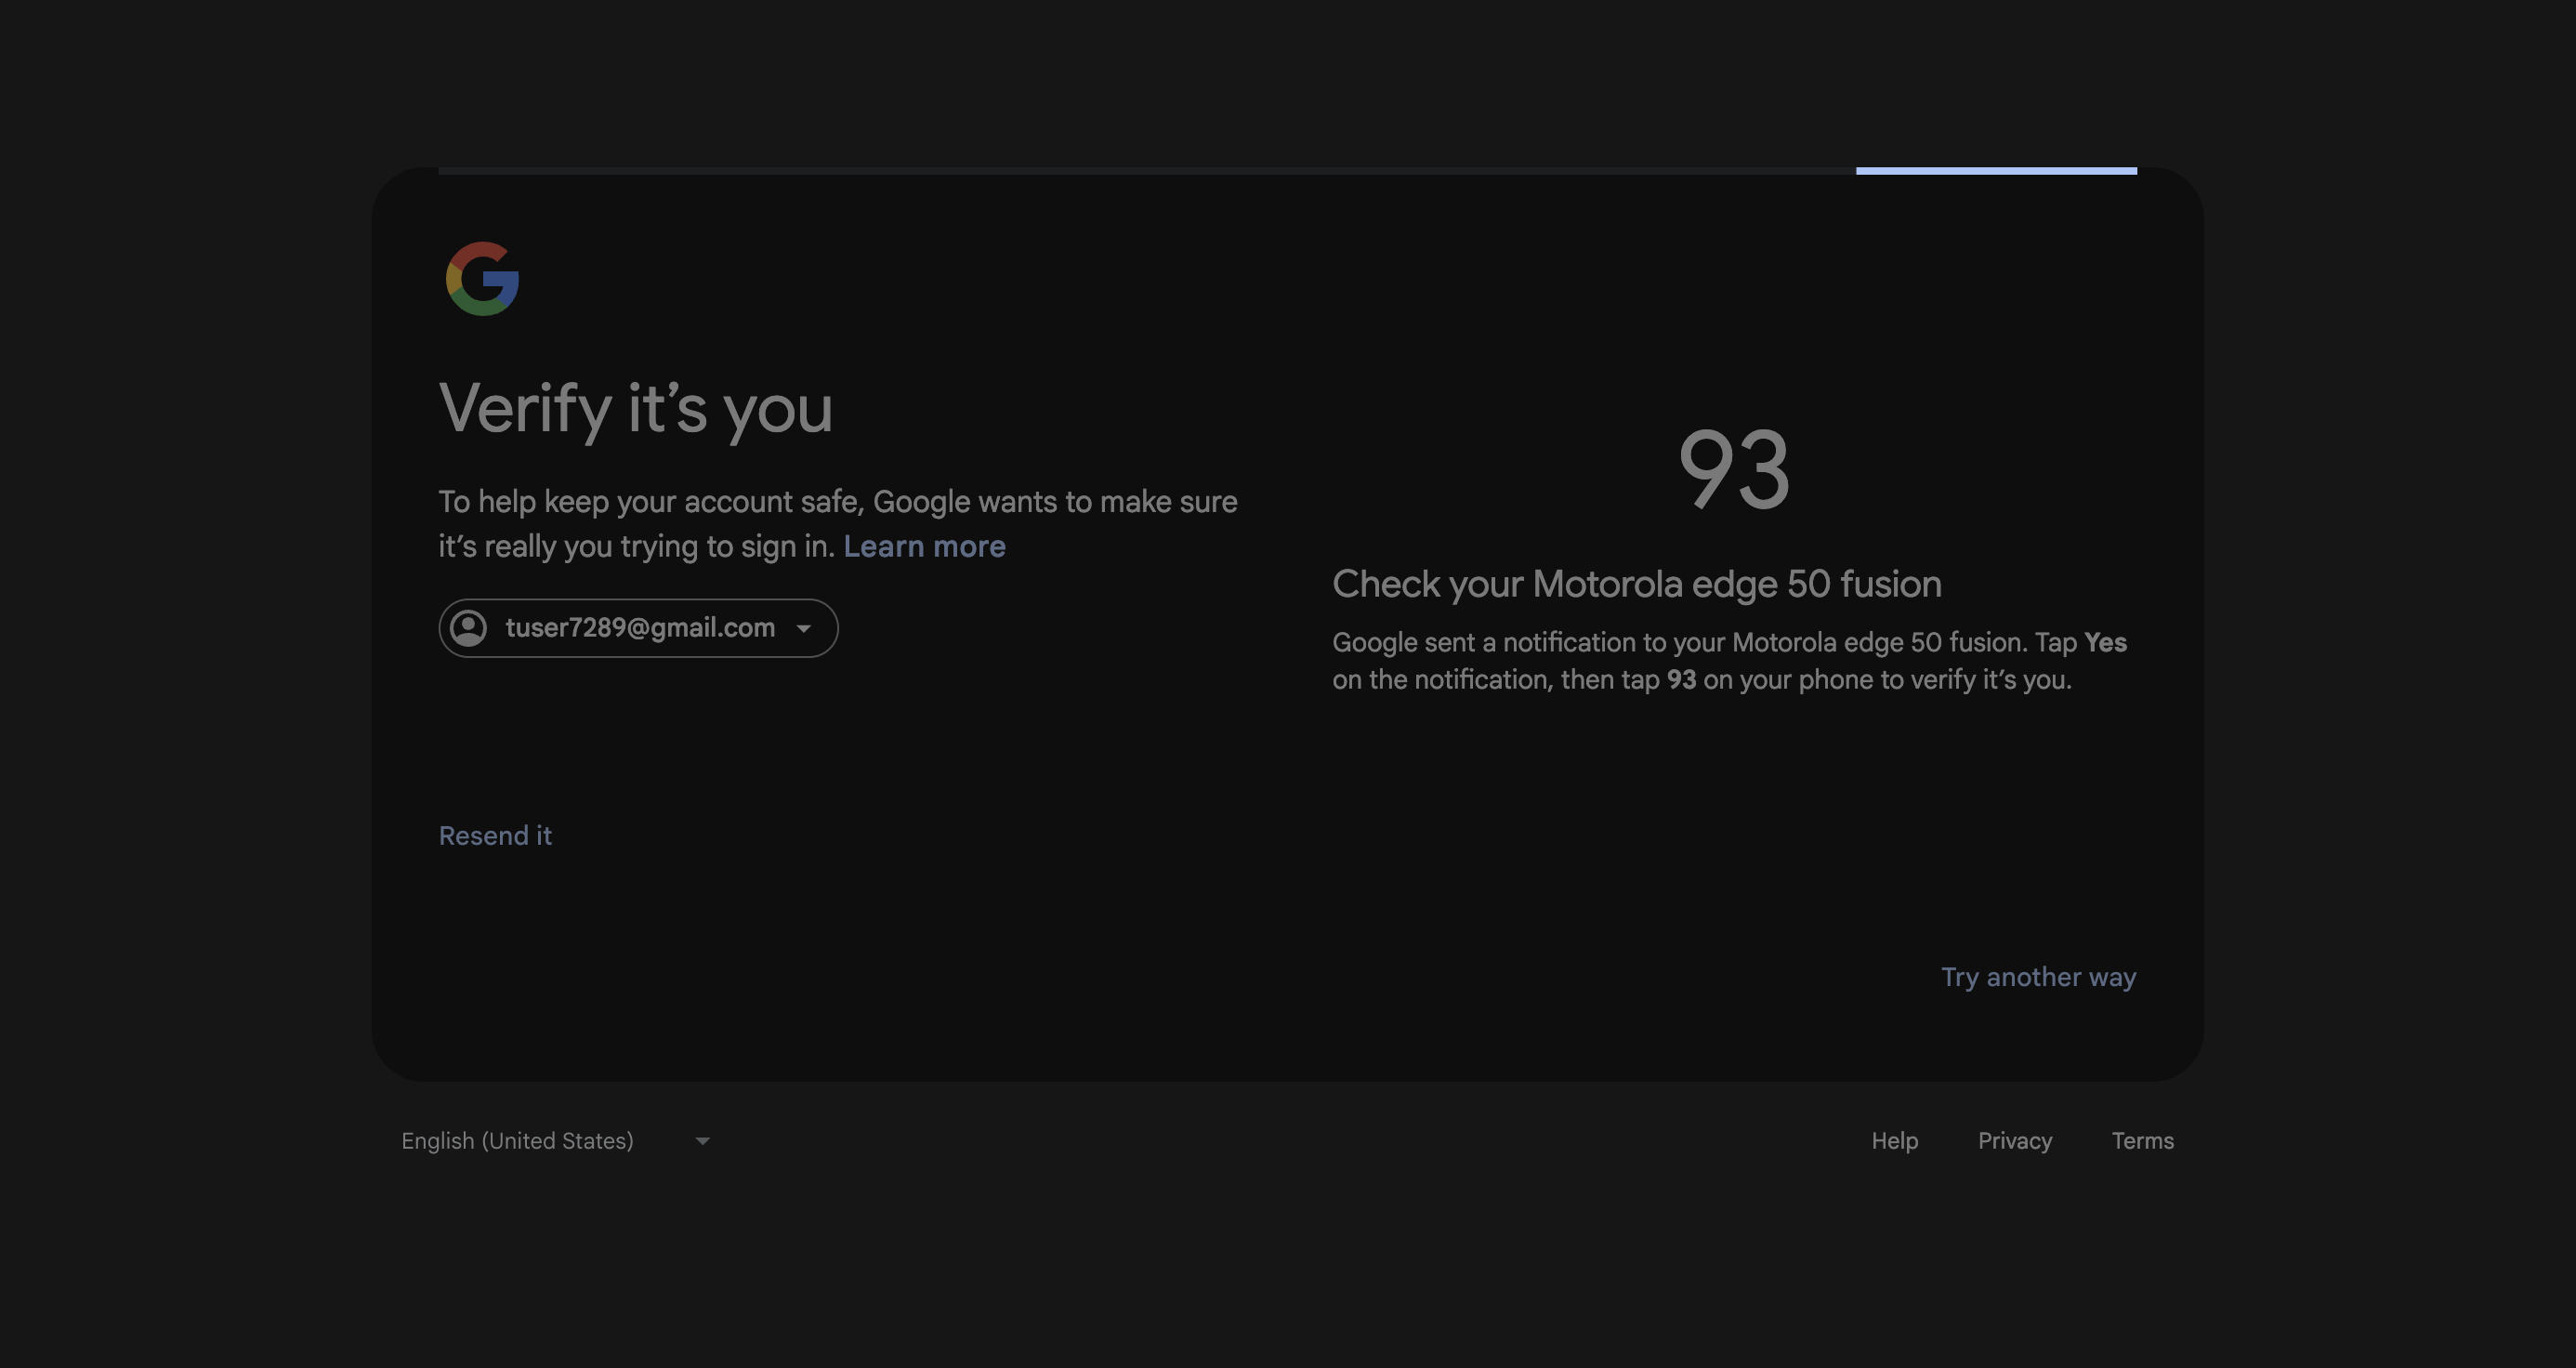 Verify it’s you
To help keep your account safe, Google wants to make sure
it’s really you trying to sign in. Learn more
tuser7289@gmail.com
Resend it
93
Check your Motorola edge 50 fusion
Google sent a notification to your Motorola edge 50 fusion. Tap Yes
on the notification, then tap 93 on your phone to verify it’s you.
Try another way
English (United States)
Help Privacy Terms